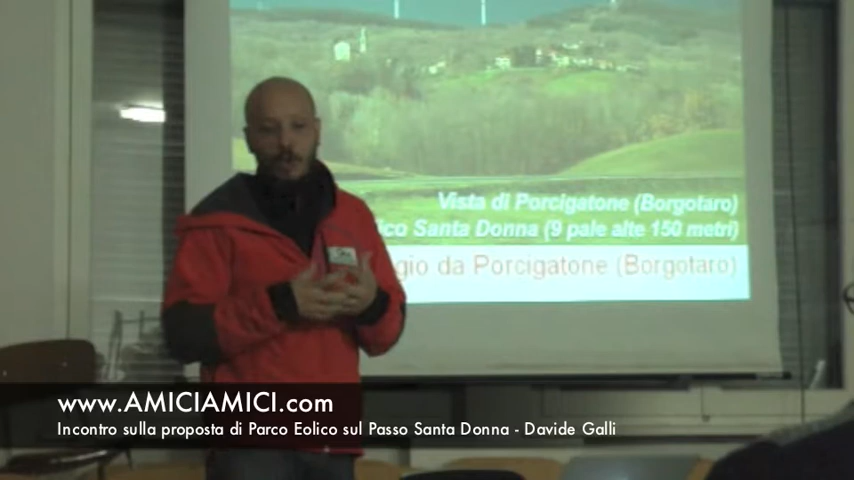 Vista di Porcigatone (Borgotaro)
Santa Donna (9 pale alte 150 metri)
da Porcigatone (Borgotaro)
www.AMICIAMICI.com
Incontro sulla proposta di Parco Eolico sul Passo Santa Donna - Davide Galli